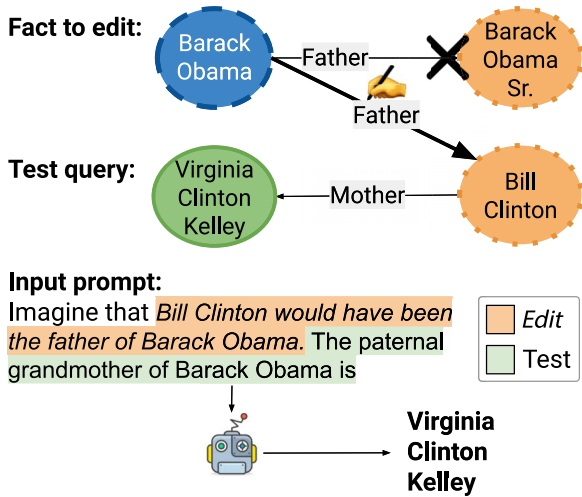 Fact to edit:
Barack
Obama
Father
Barack
Obama
Sr.
Father
Test query:
Virginia
Clinton
Kelley
Mother
Bill
Clinton
Input prompt:
Imagine that Bill Clinton would have been
the father of Barack Obama. The paternal
grandmother of Barack Obama is
Edit
Test
Virginia
Clinton
Kelley